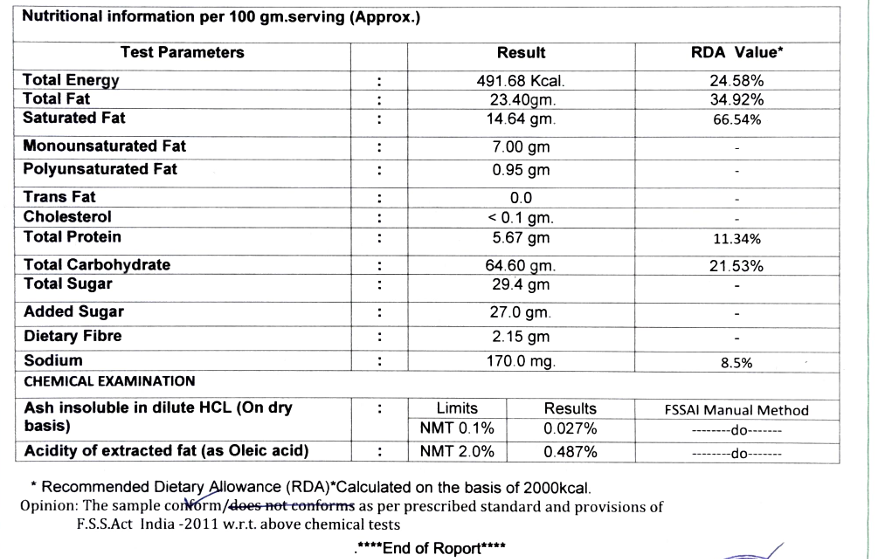 Nutritional information per 100 gm.serving (Approx.)
Test Parameters Result RDA Value*
Total Energy : 491.68 Kcal. 24.58%
Total Fat : 23.40gm. 34.92%
Saturated Fat : 14.64 gm. 66.54%
Monounsaturated Fat : 7.00 gm -
Polyunsaturated Fat : 0.95 gm -
Trans Fat : 0.0 -
Cholesterol : < 0.1 gm. -
Total Protein : 5.67 gm 11.34%
Total Carbohydrate : 64.60 gm. 21.53%
Total Sugar : 29.4 gm -
Added Sugar : 27.0 gm. -
Dietary Fibre : 2.15 gm -
Sodium : 170.0 mg. 8.5%
CHEMICAL EXAMINATION
Ash insoluble in dilute HCL (On dry : Limits Results FSSAI Manual Method
basis) NMT 0.1% 0.027% --------do-------
Acidity of extracted fat (as Oleic acid) : NMT 2.0% 0.487% --------do-------
* Recommended Dietary Allowance (RDA)*Calculated on the basis of 2000kcal.
Opinion: The sample conform/does not conforms as per prescribed standard and provisions of
F.S.S.Act India -2011 w.r.t. above chemical tests
.****End of Roport****